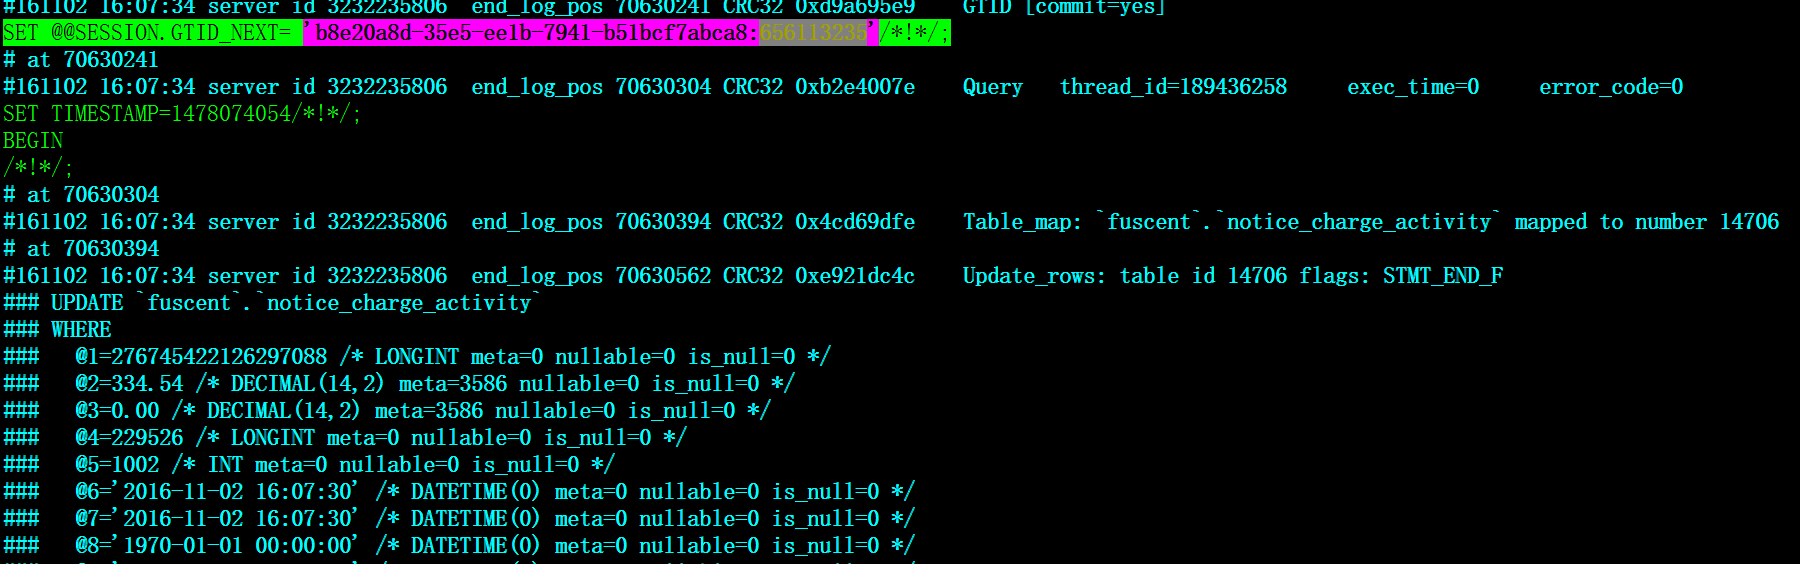 #161102 16:07:34 server id 3232235806  end_log_pos 70630241 CRC32 0xd9a695e9    GTID [commit=yes]
SET @@SESSION.GTID_NEXT= 'b8e20a8d-35e5-ee1b-7941-b51bcf7abca8:656113235'/*!*/;
# at 70630241
#161102 16:07:34 server id 3232235806  end_log_pos 70630304 CRC32 0xb2e4007e    Query   thread_id=189436258     exec_time=0     error_code=0
SET TIMESTAMP=1478074054/*!*/;
BEGIN
/*!*/;
# at 70630304
#161102 16:07:34 server id 3232235806  end_log_pos 70630394 CRC32 0x4cd69dfe    Table_map: `fuscent`.`notice_charge_activity` mapped to number 14706
# at 70630394
#161102 16:07:34 server id 3232235806  end_log_pos 70630562 CRC32 0xe921dc4c    Update_rows: table id 14706 flags: STMT_END_F
### UPDATE `fuscent`.`notice_charge_activity`
### WHERE
###   @1=276745422126297088 /* LONGINT meta=0 nullable=0 is_null=0 */
###   @2=334.54 /* DECIMAL(14,2) meta=3586 nullable=0 is_null=0 */
###   @3=0.00 /* DECIMAL(14,2) meta=3586 nullable=0 is_null=0 */
###   @4=229526 /* LONGINT meta=0 nullable=0 is_null=0 */
###   @5=1002 /* INT meta=0 nullable=0 is_null=0 */
###   @6='2016-11-02 16:07:30' /* DATETIME(0) meta=0 nullable=0 is_null=0 */
###   @7='2016-11-02 16:07:30' /* DATETIME(0) meta=0 nullable=0 is_null=0 */
###   @8='1970-01-01 00:00:00' /* DATETIME(0) meta=0 nullable=0 is_null=0 */